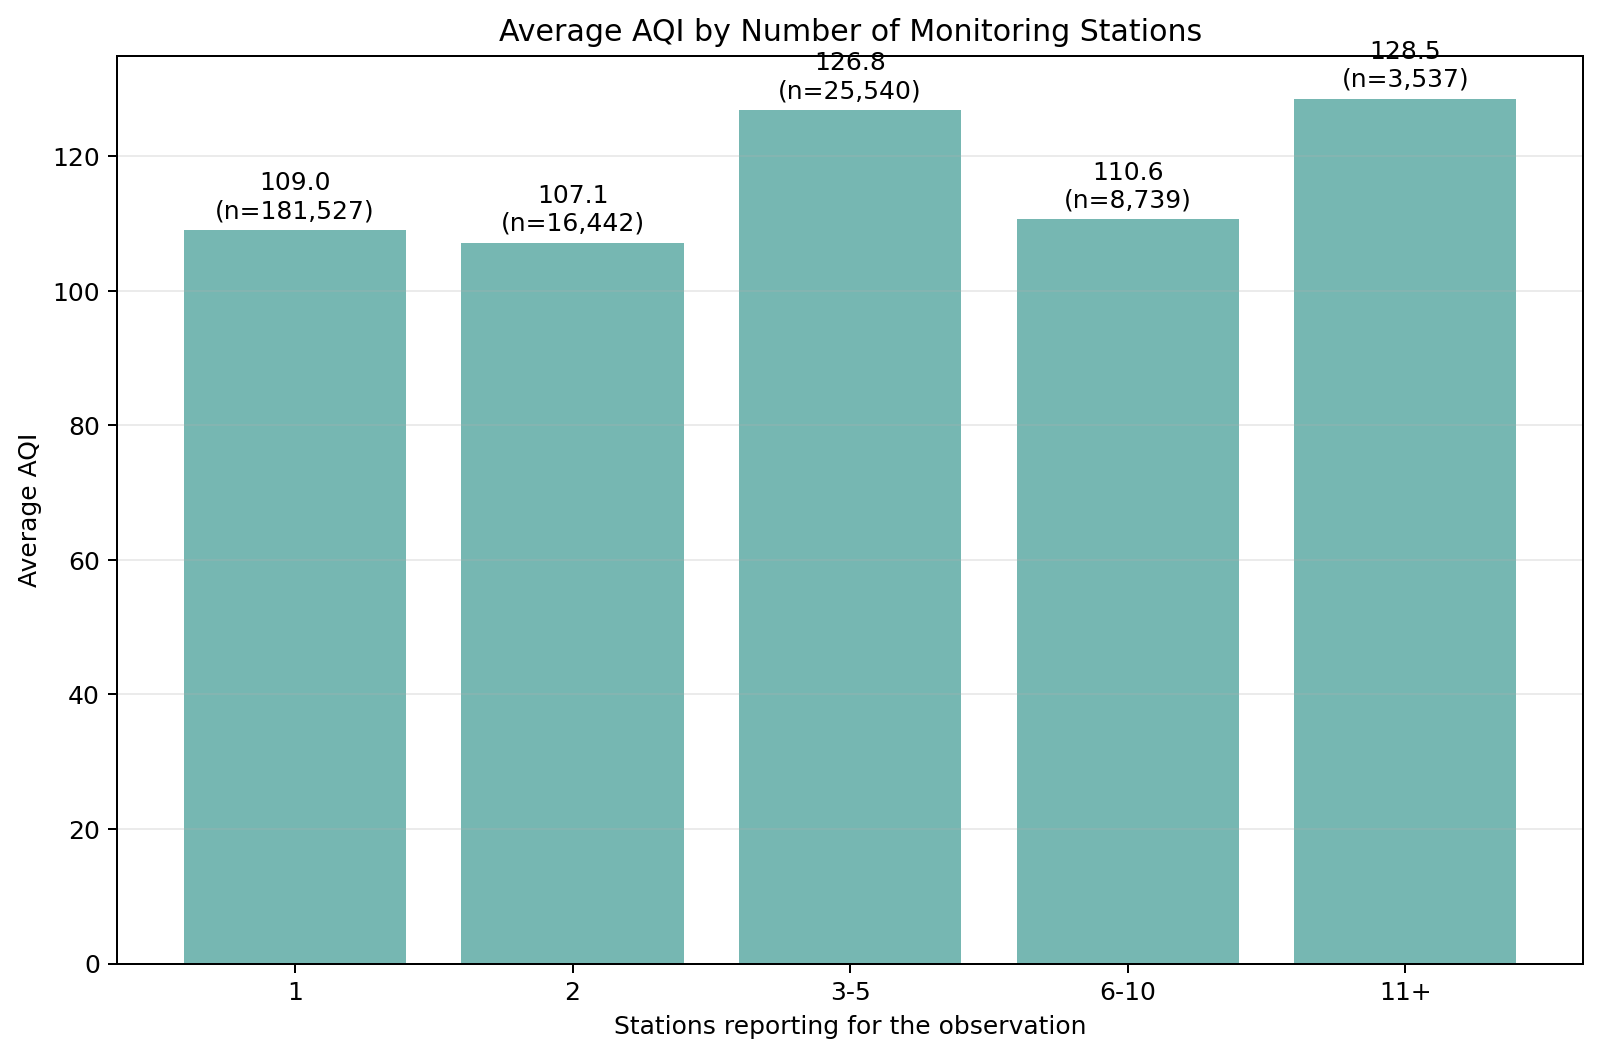 Average AQI by Number of Monitoring Stations
126.8
(n=25,540)
128.5
(n=3,537)
109.0
(n=181,527)
107.1
(n=16,442)
110.6
(n=8,739)
120
100
80
60
40
20
0
Average AQI
1
2
3-5
6-10
11+
Stations reporting for the observation